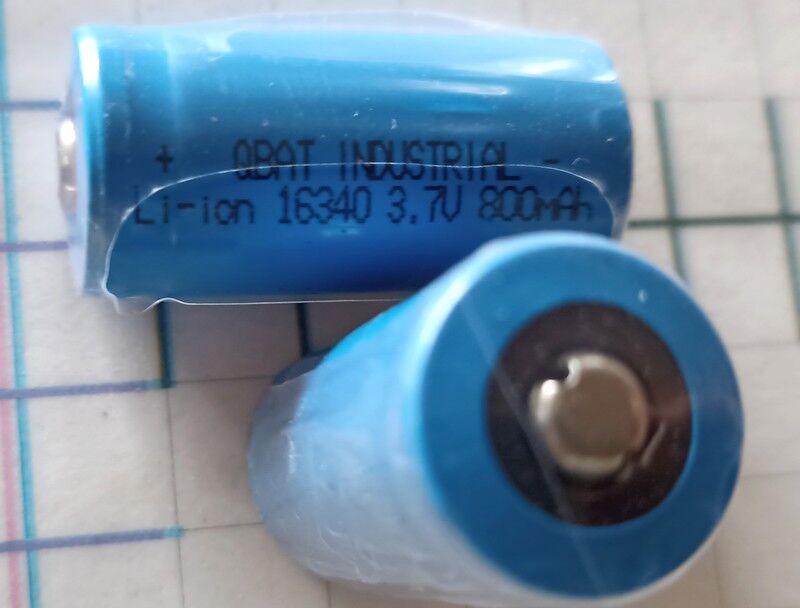 + QBAT INDUSTRIAL -
Li-ion 16340 3.7V 800mAh